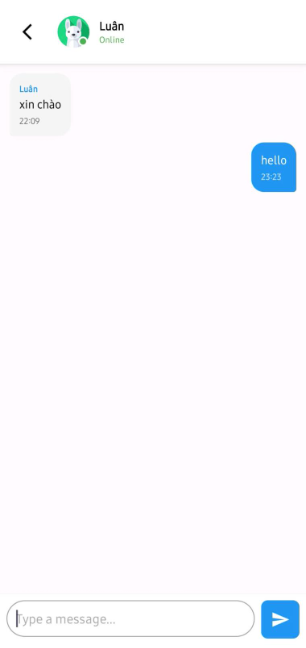 Luân
Online
Luân
xin chào
22:09
hello
23:23
Type a message...